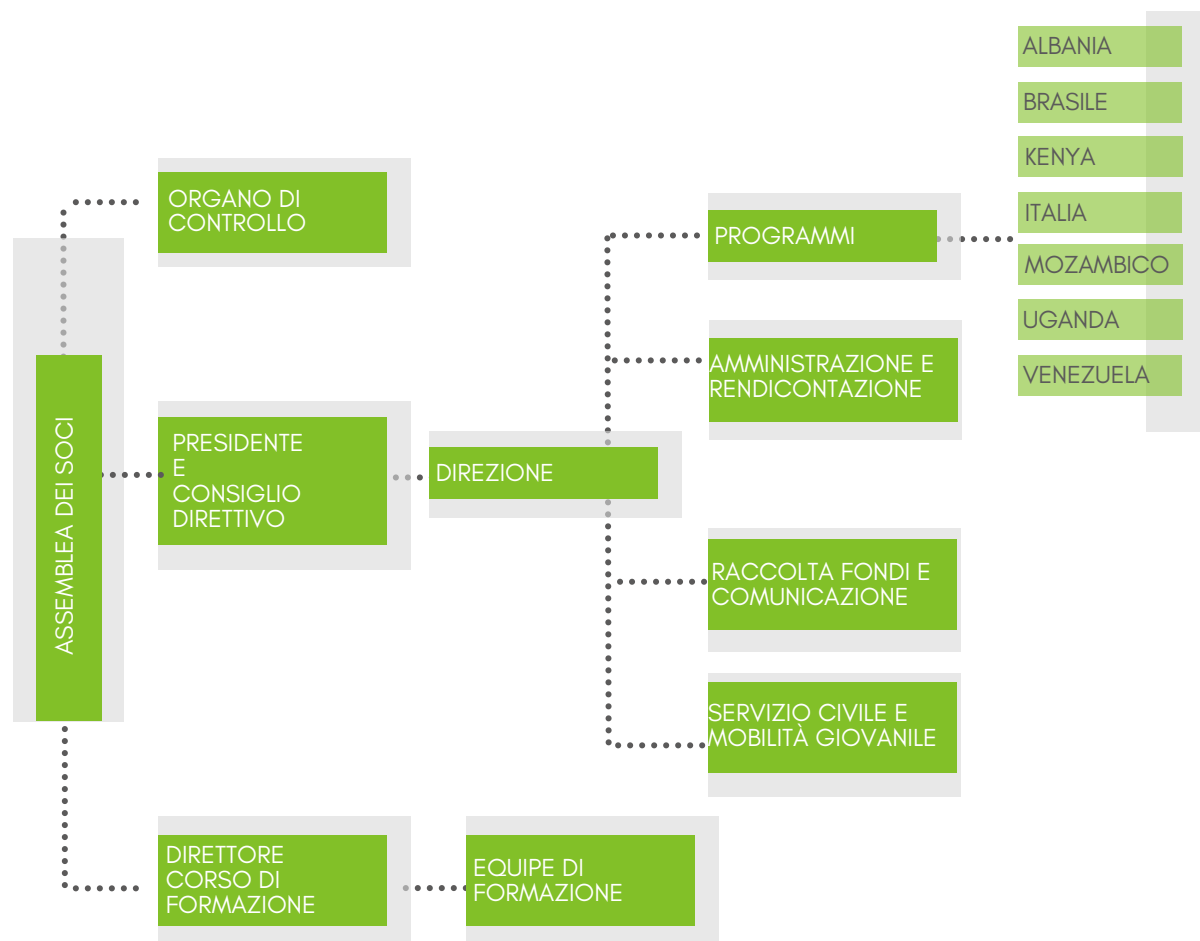 ASSEMBLEA DEI SOCI
ORGANO DI
CONTROLLO
PRESIDENTE
E
CONSIGLIO
DIRETTIVO
DIREZIONE
PROGRAMMI
ALBANIA
BRASILE
KENYA
ITALIA
MOZAMBICO
UGANDA
VENEZUELA
AMMINISTRAZIONE E
RENDICONTAZIONE
RACCOLTA FONDI E
COMUNICAZIONE
SERVIZIO CIVILE E
MOBILITÀ GIOVANILE
DIRETTORE
CORSO DI
FORMAZIONE
EQUIPE DI
FORMAZIONE